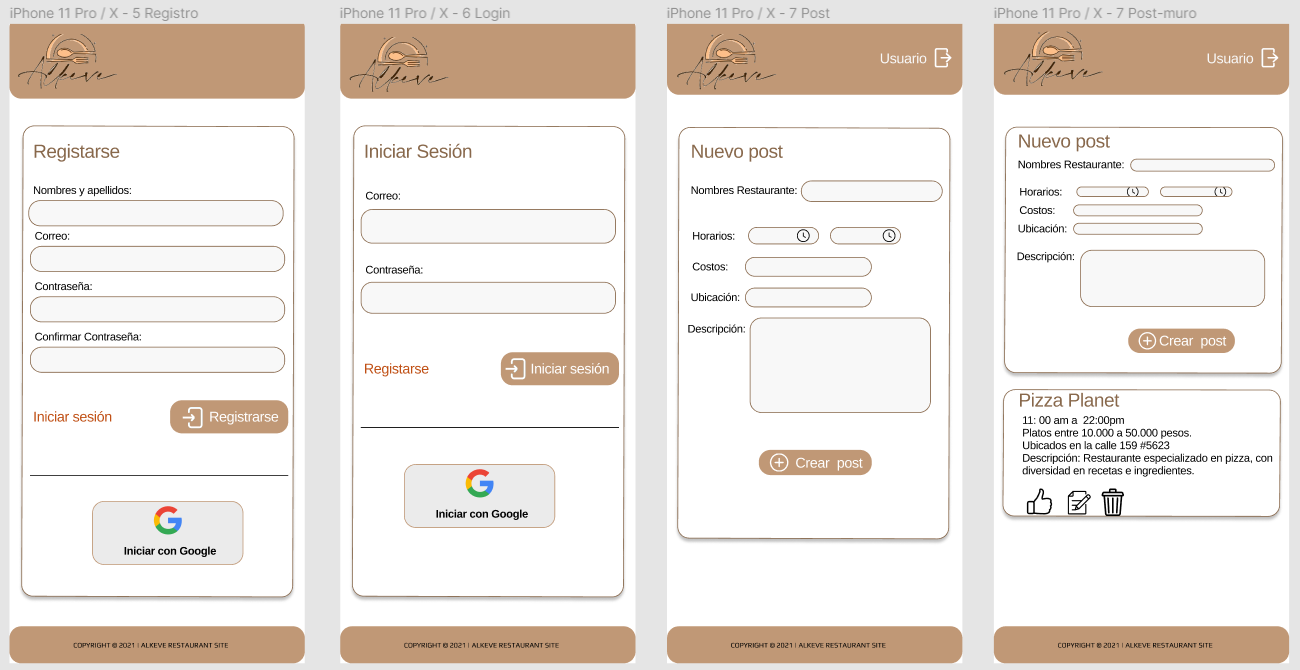 iPhone 11 Pro / X - 5 Registro
Alkeve
Registarse
Nombres y apellidos:
Correo:
Contraseña:
Confirmar Contraseña:
Iniciar sesión
Registrarse
Iniciar con Google
COPYRIGHT © 2021 | ALKEVE RESTAURANT SITE
iPhone 11 Pro / X - 6 Login
Alkeve
Iniciar Sesión
Correo:
Contraseña:
Registarse
Iniciar sesión
Iniciar con Google
COPYRIGHT © 2021 | ALKEVE RESTAURANT SITE
iPhone 11 Pro / X - 7 Post
Alkeve
Usuario
Nuevo post
Nombres Restaurante:
Horarios:
Costos:
Ubicación:
Descripción:
Crear post
COPYRIGHT © 2021 | ALKEVE RESTAURANT SITE
iPhone 11 Pro / X - 7 Post-muro
Alkeve
Usuario
Nuevo post
Nombres Restaurante:
Horarios:
Costos:
Ubicación:
Descripción:
Crear post
Pizza Planet
11: 00 am a 22:00pm
Platos entre 10.000 a 50.000 pesos.
Ubicados en la calle 159 #5623
Descripción: Restaurante especializado en pizza, con
diversidad en recetas e ingredientes.
COPYRIGHT © 2021 | ALKEVE RESTAURANT SITE